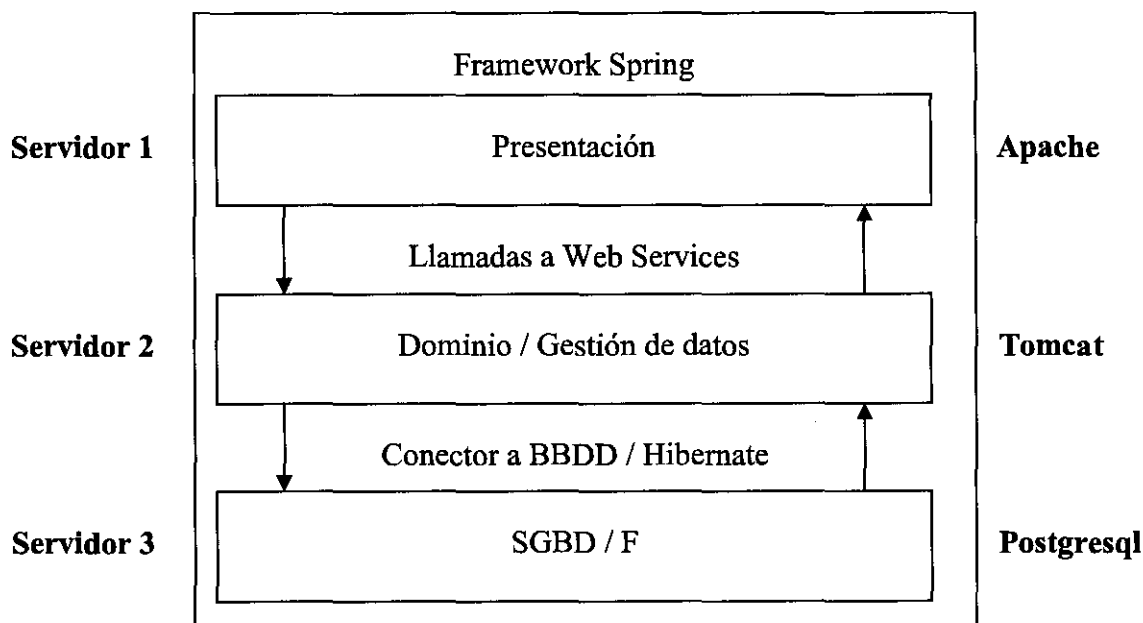 Framework Spring
Servidor 1
Presentación
Apache
Llamadas a Web Services
Servidor 2
Dominio / Gestión de datos
Tomcat
Conector a BBDD / Hibernate
Servidor 3
SGBD / F
Postgresql